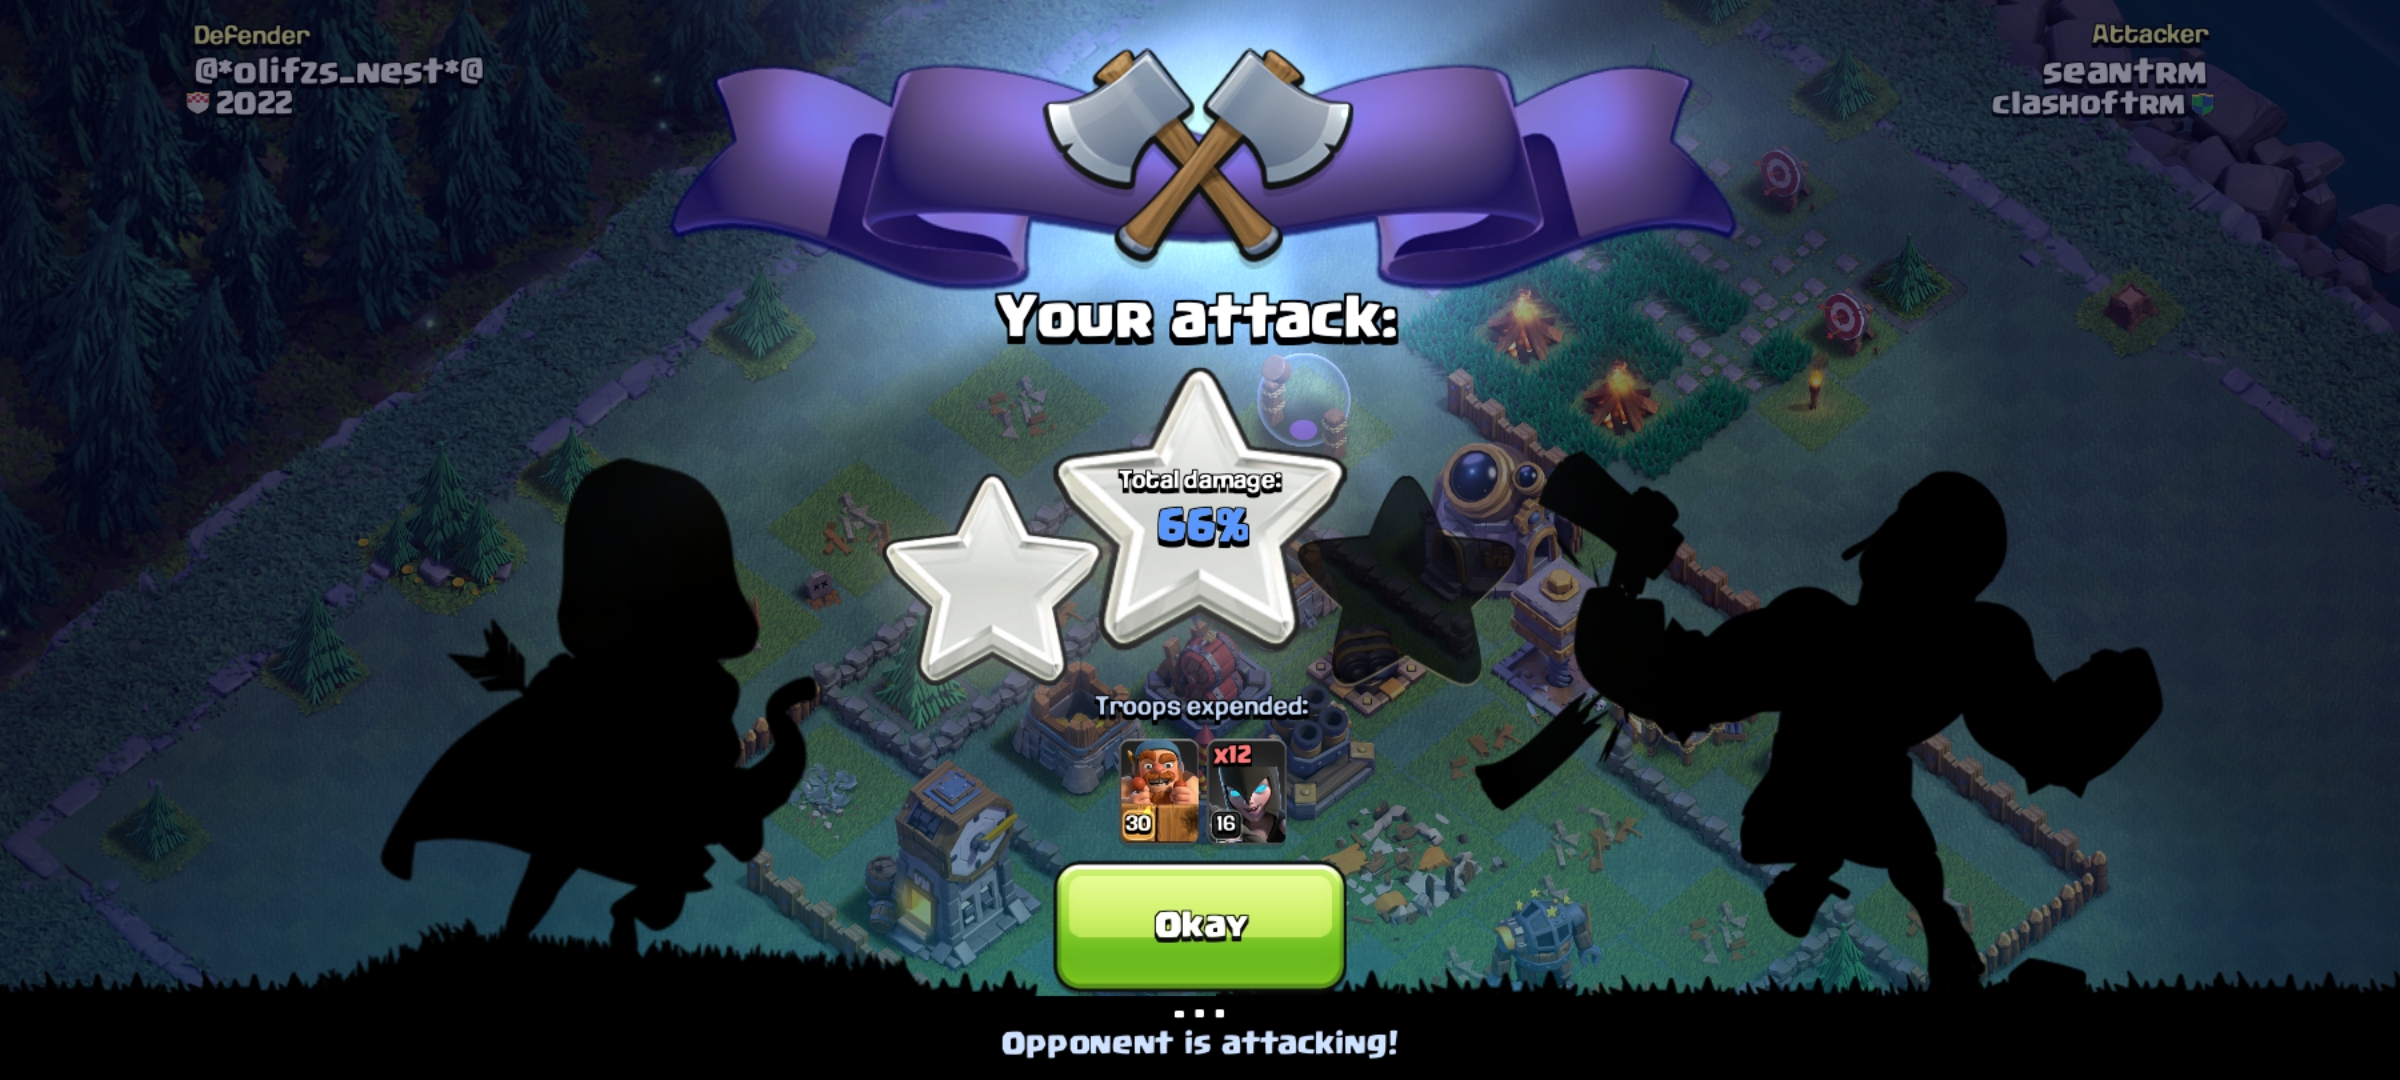 Defender
@*olifzs_nest*@
2022
Attacker
seantRM
clashoftRM
Your attack:
Total damage:
66%
Troops expended:
30
x12
16
Okay
...
Opponent is attacking!